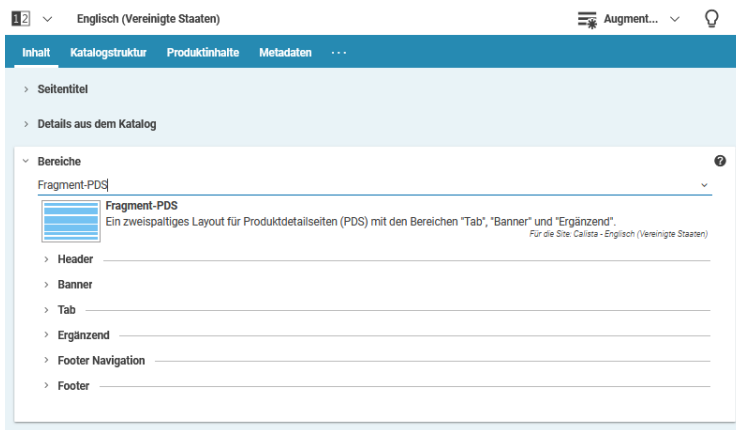 12 Englisch (Vereinigte Staaten) Augment...
Inhalt Katalogstruktur Produktinhalte Metadaten ...
Seitentitel
Details aus dem Katalog
Bereiche
Fragment-PDS
Fragment-PDS
Ein zweispaltiges Layout für Produktdetailseiten (PDS) mit den Bereichen "Tab", "Banner" und "Ergänzend".
Für die Site: Calista - Englisch (Vereinigte Staaten)
Header
Banner
Tab
Ergänzend
Footer Navigation
Footer